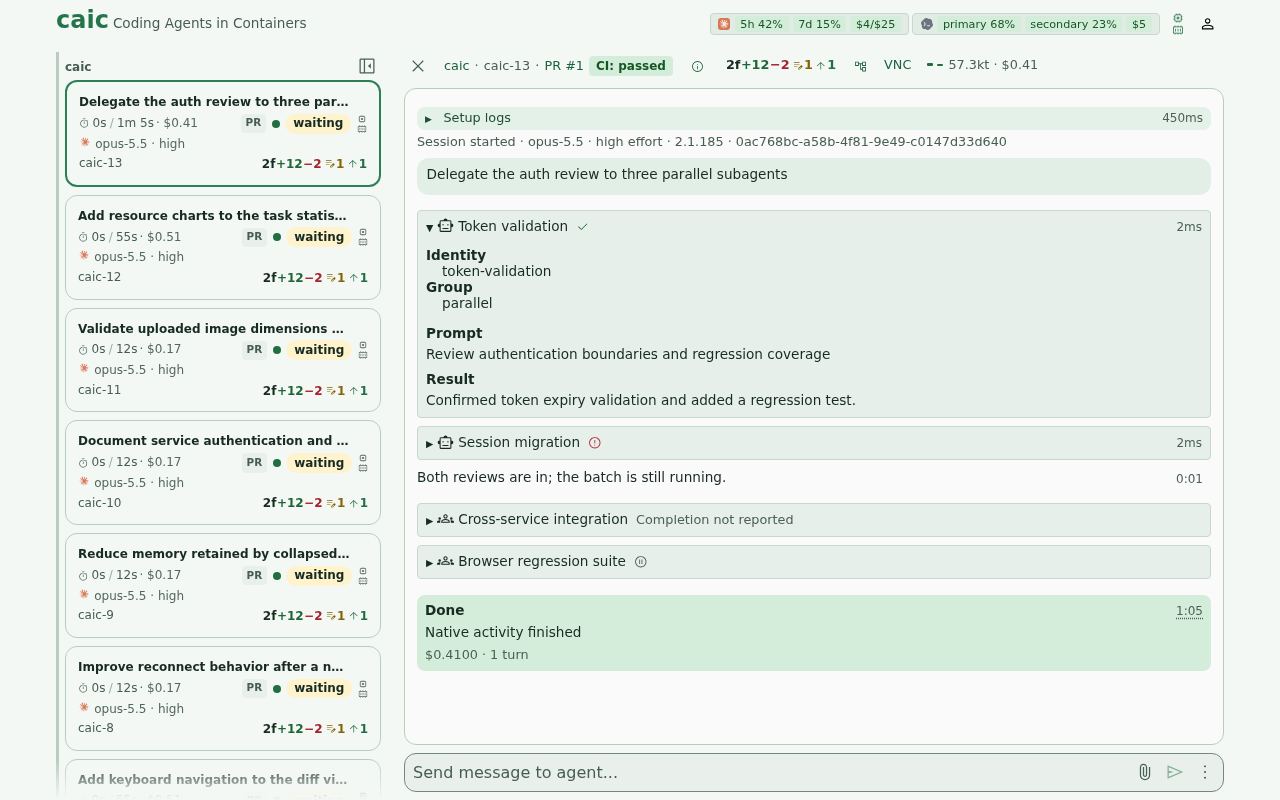 caic Coding Agents in Containers
5h 42% 7d 15% $4/$25 primary 68% secondary 23% $5
caic
Delegate the auth review to three par…
0s / 1m 5s · $0.41 PR waiting
opus-5.5 · high
caic-13 2f+12−2 1 ↑1
Add resource charts to the task statis…
0s / 55s · $0.51 PR waiting
opus-5.5 · high
caic-12 2f+12−2 1 ↑1
Validate uploaded image dimensions …
0s / 12s · $0.17 PR waiting
opus-5.5 · high
caic-11 2f+12−2 1 ↑1
Document service authentication and …
0s / 12s · $0.17 PR waiting
opus-5.5 · high
caic-10 2f+12−2 1 ↑1
Reduce memory retained by collapsed…
0s / 12s · $0.17 PR waiting
opus-5.5 · high
caic-9 2f+12−2 1 ↑1
Improve reconnect behavior after a n…
0s / 12s · $0.17 PR waiting
opus-5.5 · high
caic-8 2f+12−2 1 ↑1
Add keyboard navigation to the diff vi…
caic · caic-13 · PR #1 CI: passed 2f+12−2 1 ↑1 VNC 57.3kt · $0.41
▶ Setup logs 450ms
Session started · opus-5.5 · high effort · 2.1.185 · 0ac768bc-a58b-4f81-9e49-c0147d33d640
Delegate the auth review to three parallel subagents
▼ Token validation ✓ 2ms
Identity
token-validation
Group
parallel
Prompt
Review authentication boundaries and regression coverage
Result
Confirmed token expiry validation and added a regression test.
▶ Session migration 2ms
Both reviews are in; the batch is still running. 0:01
▶ Cross-service integration Completion not reported
▶ Browser regression suite
Done 1:05
Native activity finished
$0.4100 · 1 turn
Send message to agent...